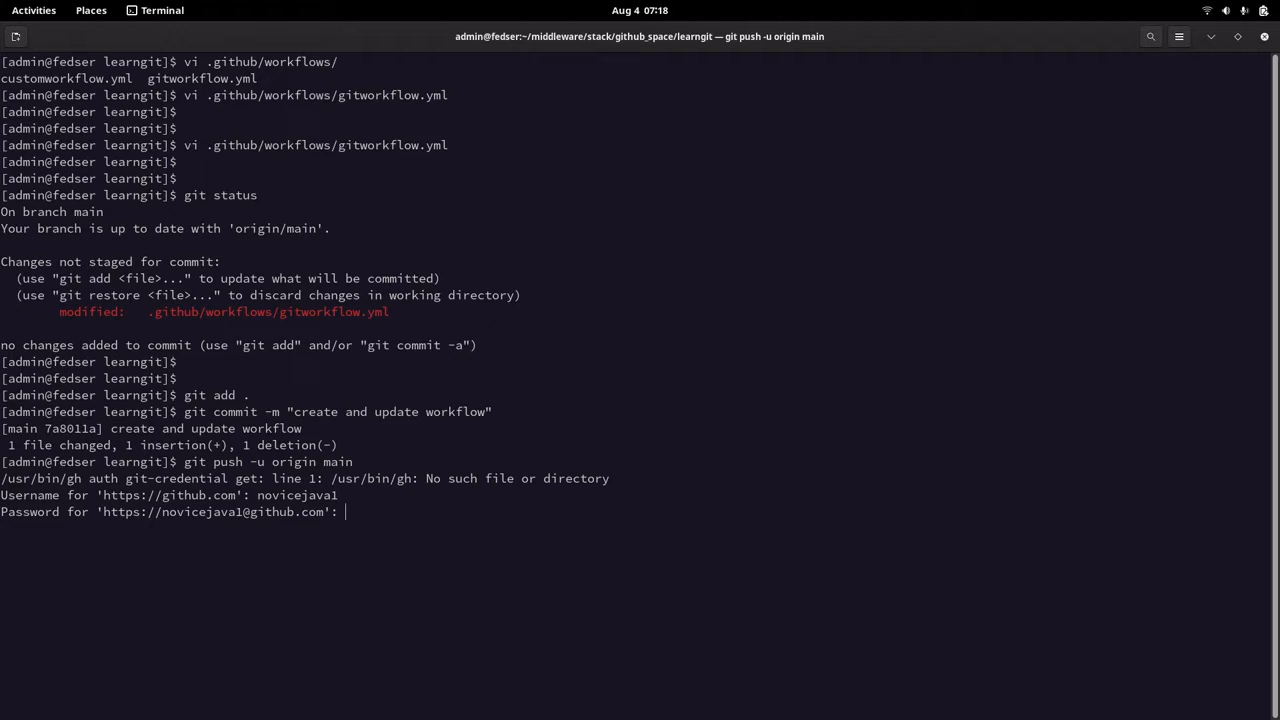 Activities Places Terminal Aug 4 07:18
admin@fedser:~/middleware/stack/github_space/learngit — git push -u origin main
[admin@fedser learngit]$ vi .github/workflows/
customworkflow.yml  gitworkflow.yml
[admin@fedser learngit]$ vi .github/workflows/gitworkflow.yml
[admin@fedser learngit]$
[admin@fedser learngit]$
[admin@fedser learngit]$ vi .github/workflows/gitworkflow.yml
[admin@fedser learngit]$
[admin@fedser learngit]$
[admin@fedser learngit]$ git status
On branch main
Your branch is up to date with 'origin/main'.
Changes not staged for commit:
  (use "git add <file>..." to update what will be committed)
  (use "git restore <file>..." to discard changes in working directory)
        modified:   .github/workflows/gitworkflow.yml
no changes added to commit (use "git add" and/or "git commit -a")
[admin@fedser learngit]$
[admin@fedser learngit]$
[admin@fedser learngit]$ git add .
[admin@fedser learngit]$ git commit -m "create and update workflow"
[main 7a8011a] create and update workflow
 1 file changed, 1 insertion(+), 1 deletion(-)
[admin@fedser learngit]$ git push -u origin main
/usr/bin/gh auth git-credential get: line 1: /usr/bin/gh: No such file or directory
Username for 'https://github.com': novicejava1
Password for 'https://novicejava1@github.com':